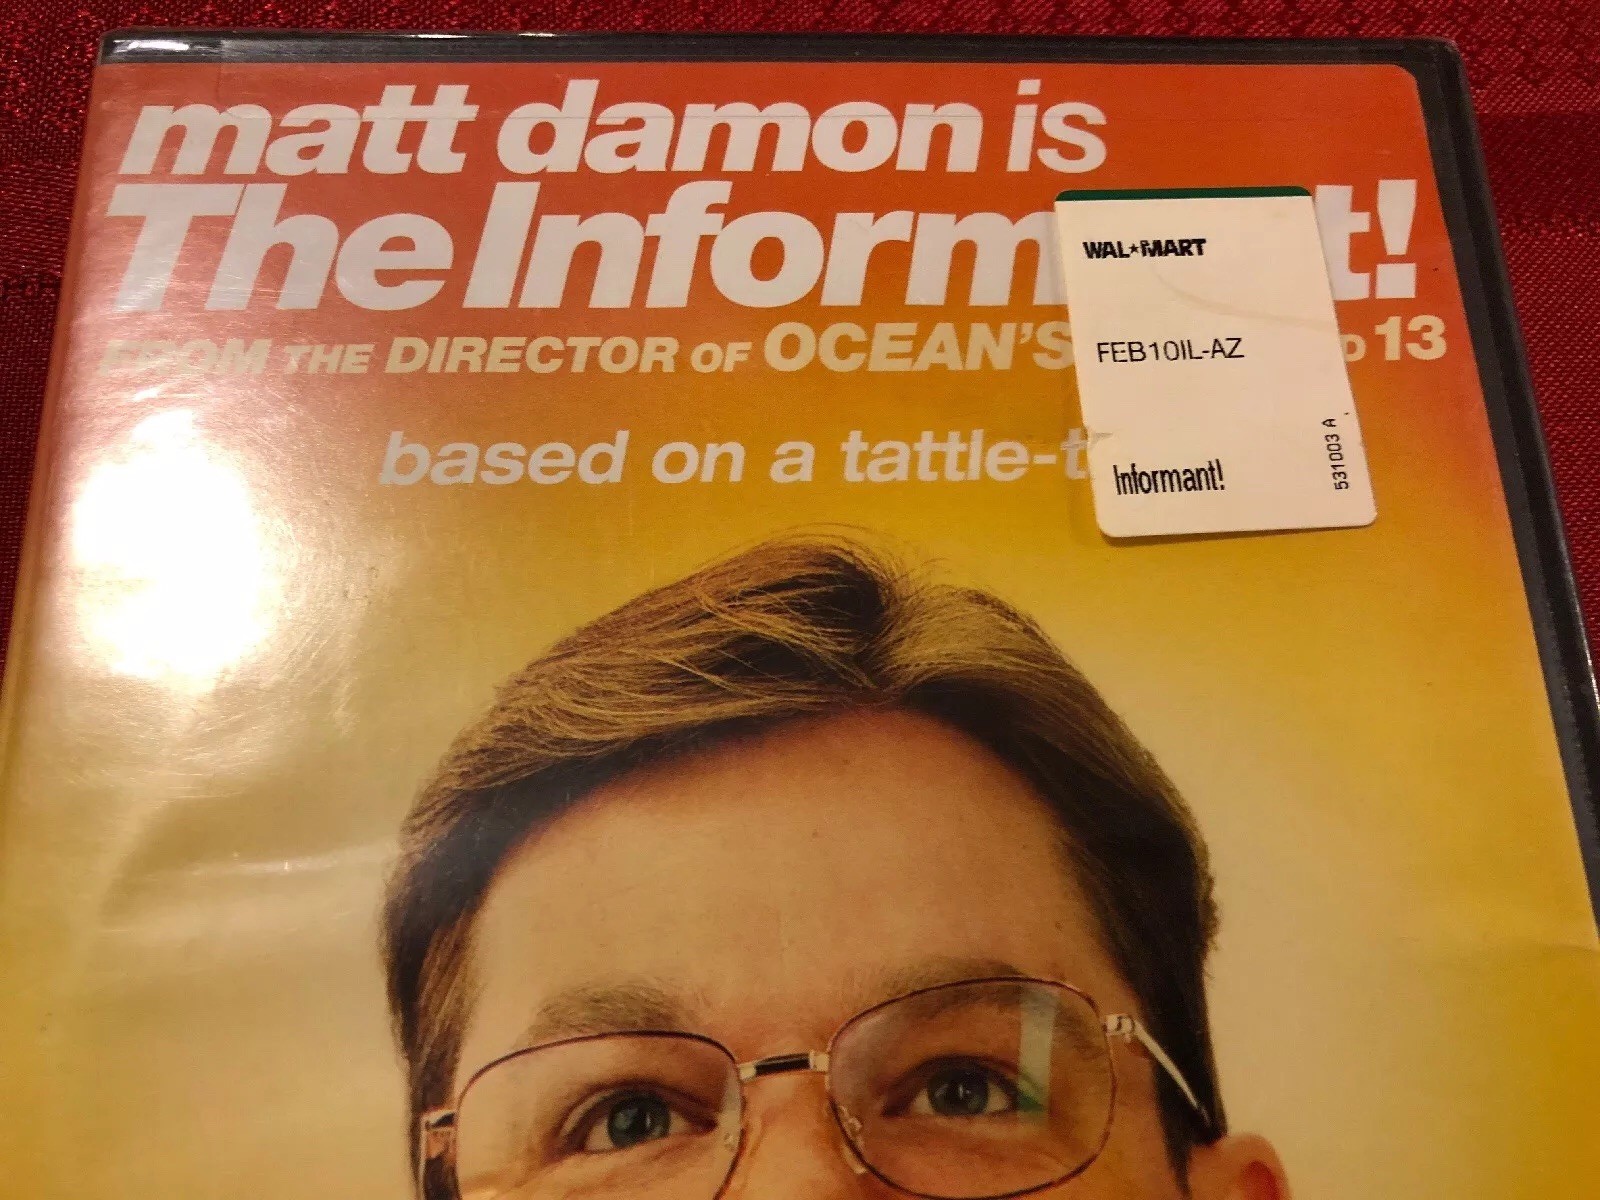 matt damon is
The Inform t!
FROM THE DIRECTOR OF OCEAN'S 13
based on a tattle-t
WAL★MART
FEB10IL-AZ
Informant!
531003 A